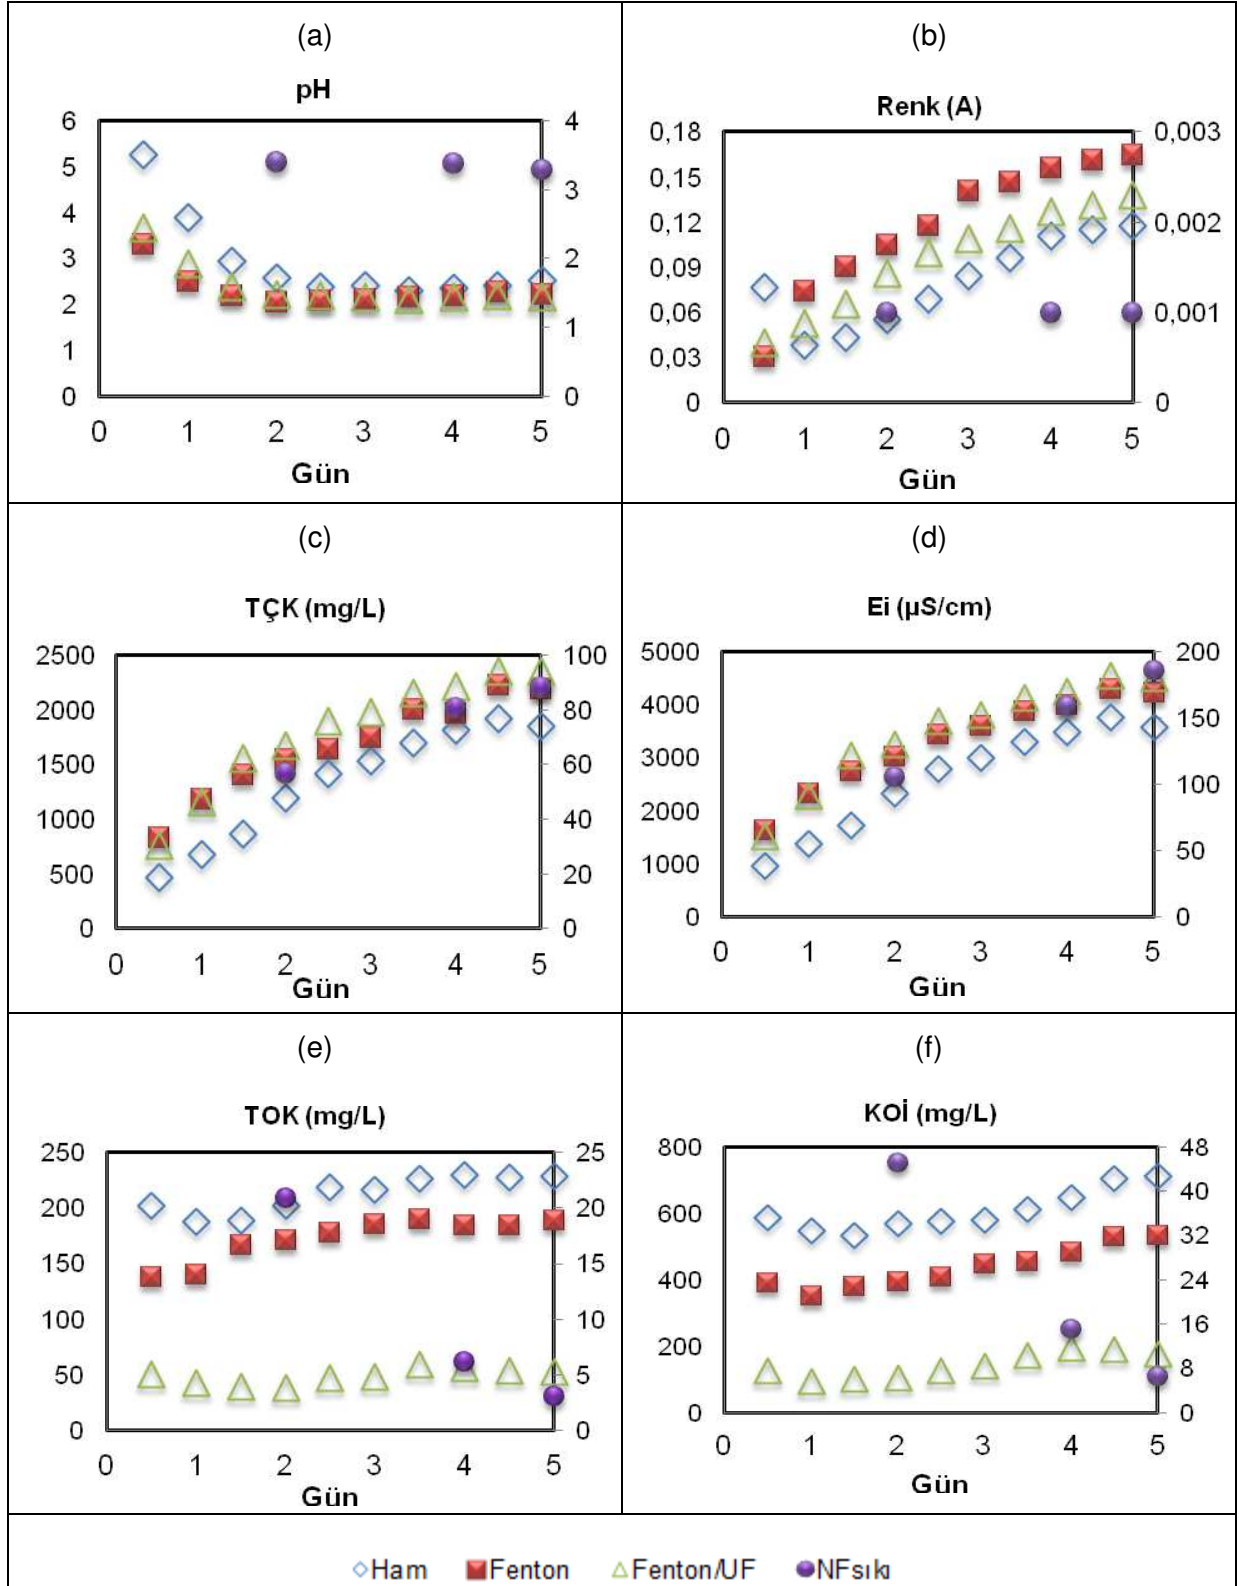 (a)
pH
6
5
4
3
2
1
0
4
3
2
1
0
0 1 2 3 4 5
Gün
(b)
Renk (A)
0,18
0,15
0,12
0,09
0,06
0,03
0
0,003
0,002
0,001
0
0 1 2 3 4 5
Gün
(c)
TÇK (mg/L)
2500
2000
1500
1000
500
0
100
80
60
40
20
0
0 1 2 3 4 5
Gün
(d)
Ei (µS/cm)
5000
4000
3000
2000
1000
0
200
150
100
50
0
0 1 2 3 4 5
Gün
(e)
TOK (mg/L)
250
200
150
100
50
0
25
20
15
10
5
0
0 1 2 3 4 5
Gün
(f)
KOİ (mg/L)
800
600
400
200
0
48
40
32
24
16
8
0
0 1 2 3 4 5
Gün
Ham Fenton Fenton/UF NFsıkı